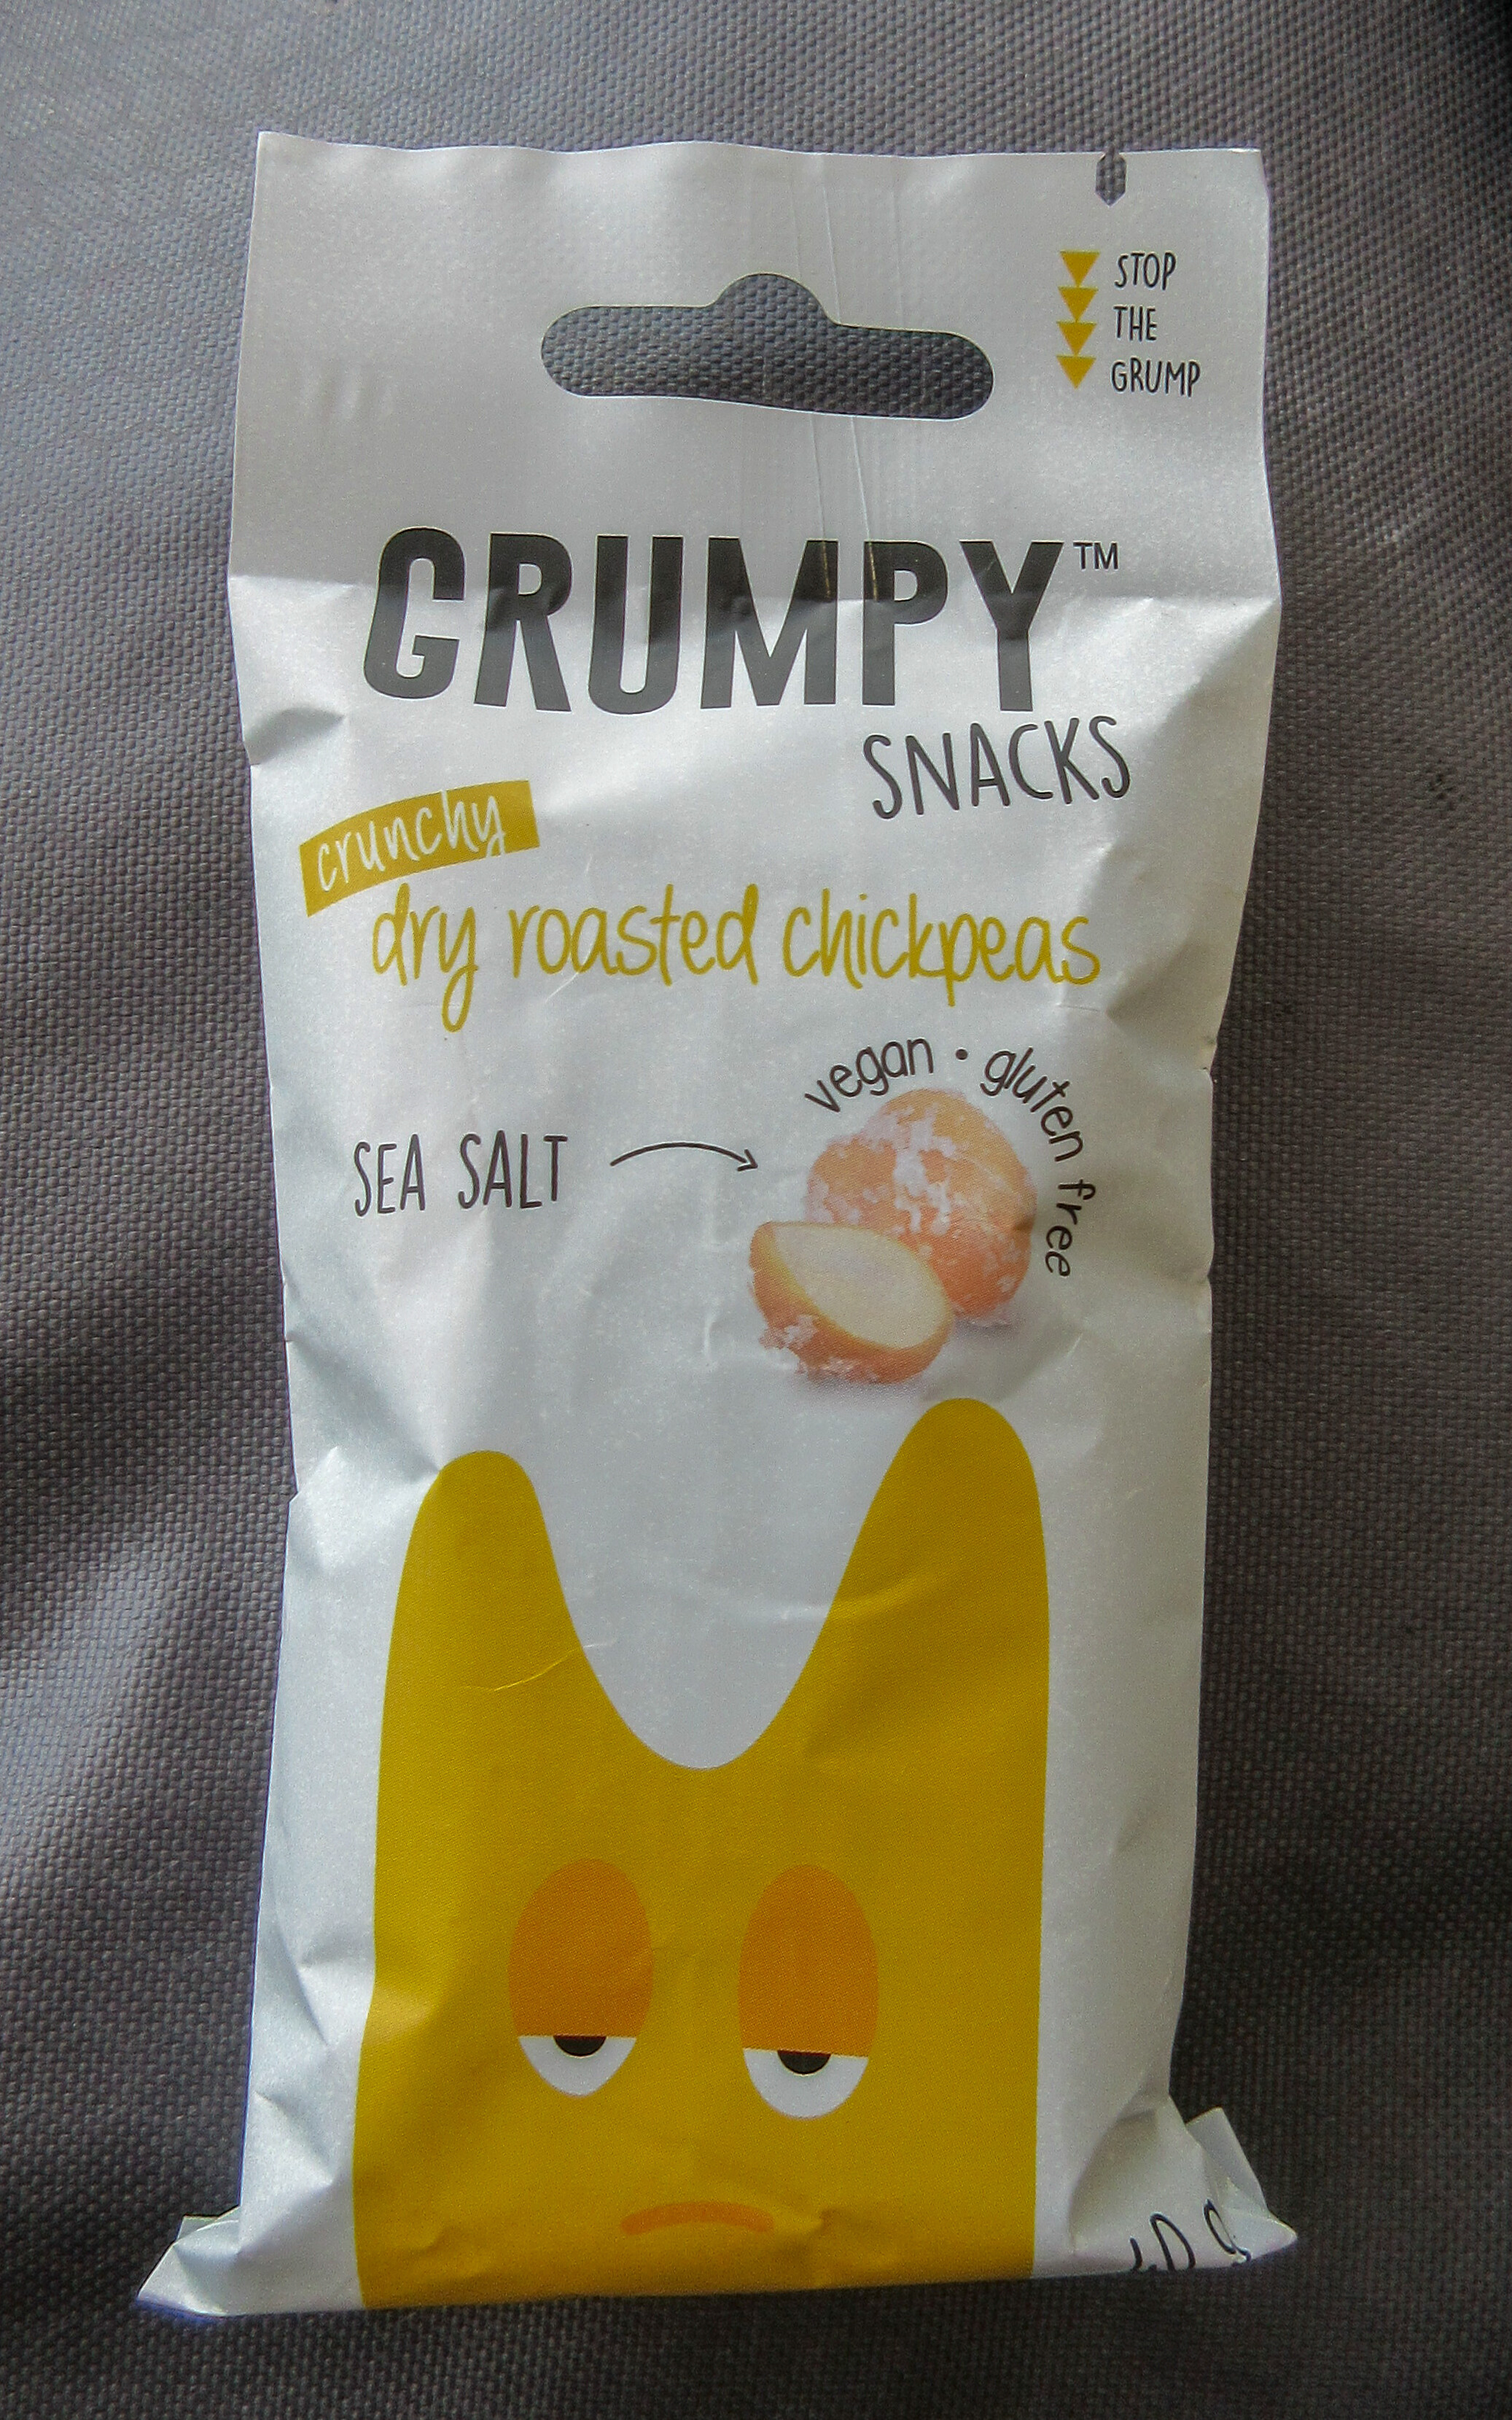 STOP
THE
GRUMP
GRUMPY™
SNACKS
crunchy
dry roasted chickpeas
vegan • gluten free
SEA SALT